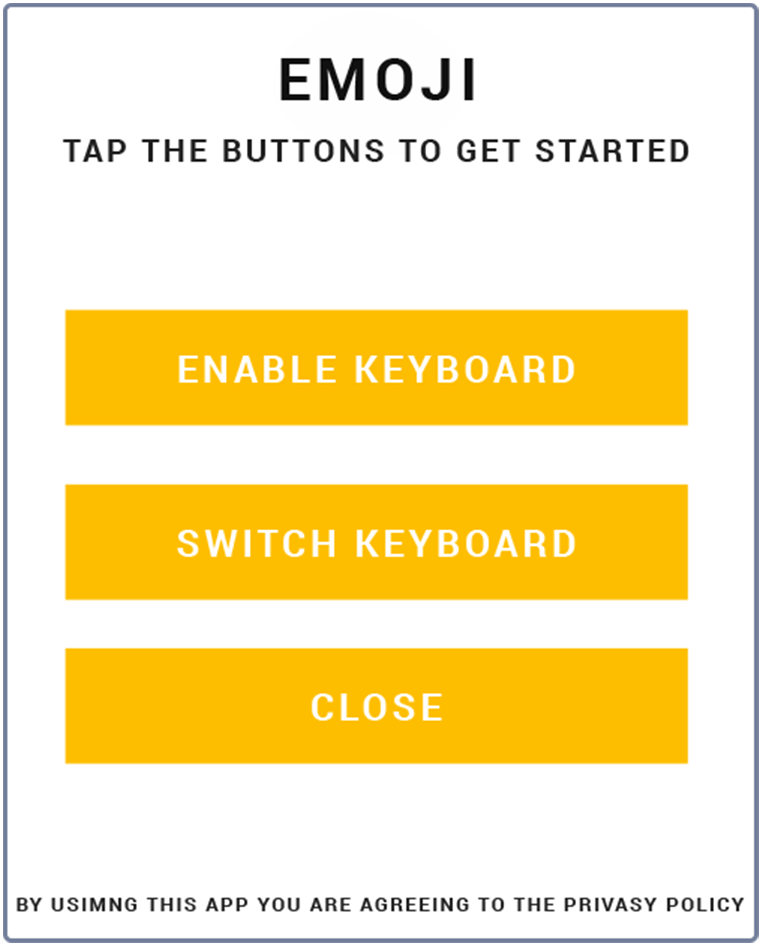 EMOJI
TAP THE BUTTONS TO GET STARTED
ENABLE KEYBOARD
SWITCH KEYBOARD
CLOSE
BY USIMNG THIS APP YOU ARE AGREEING TO THE PRIVASY POLICY